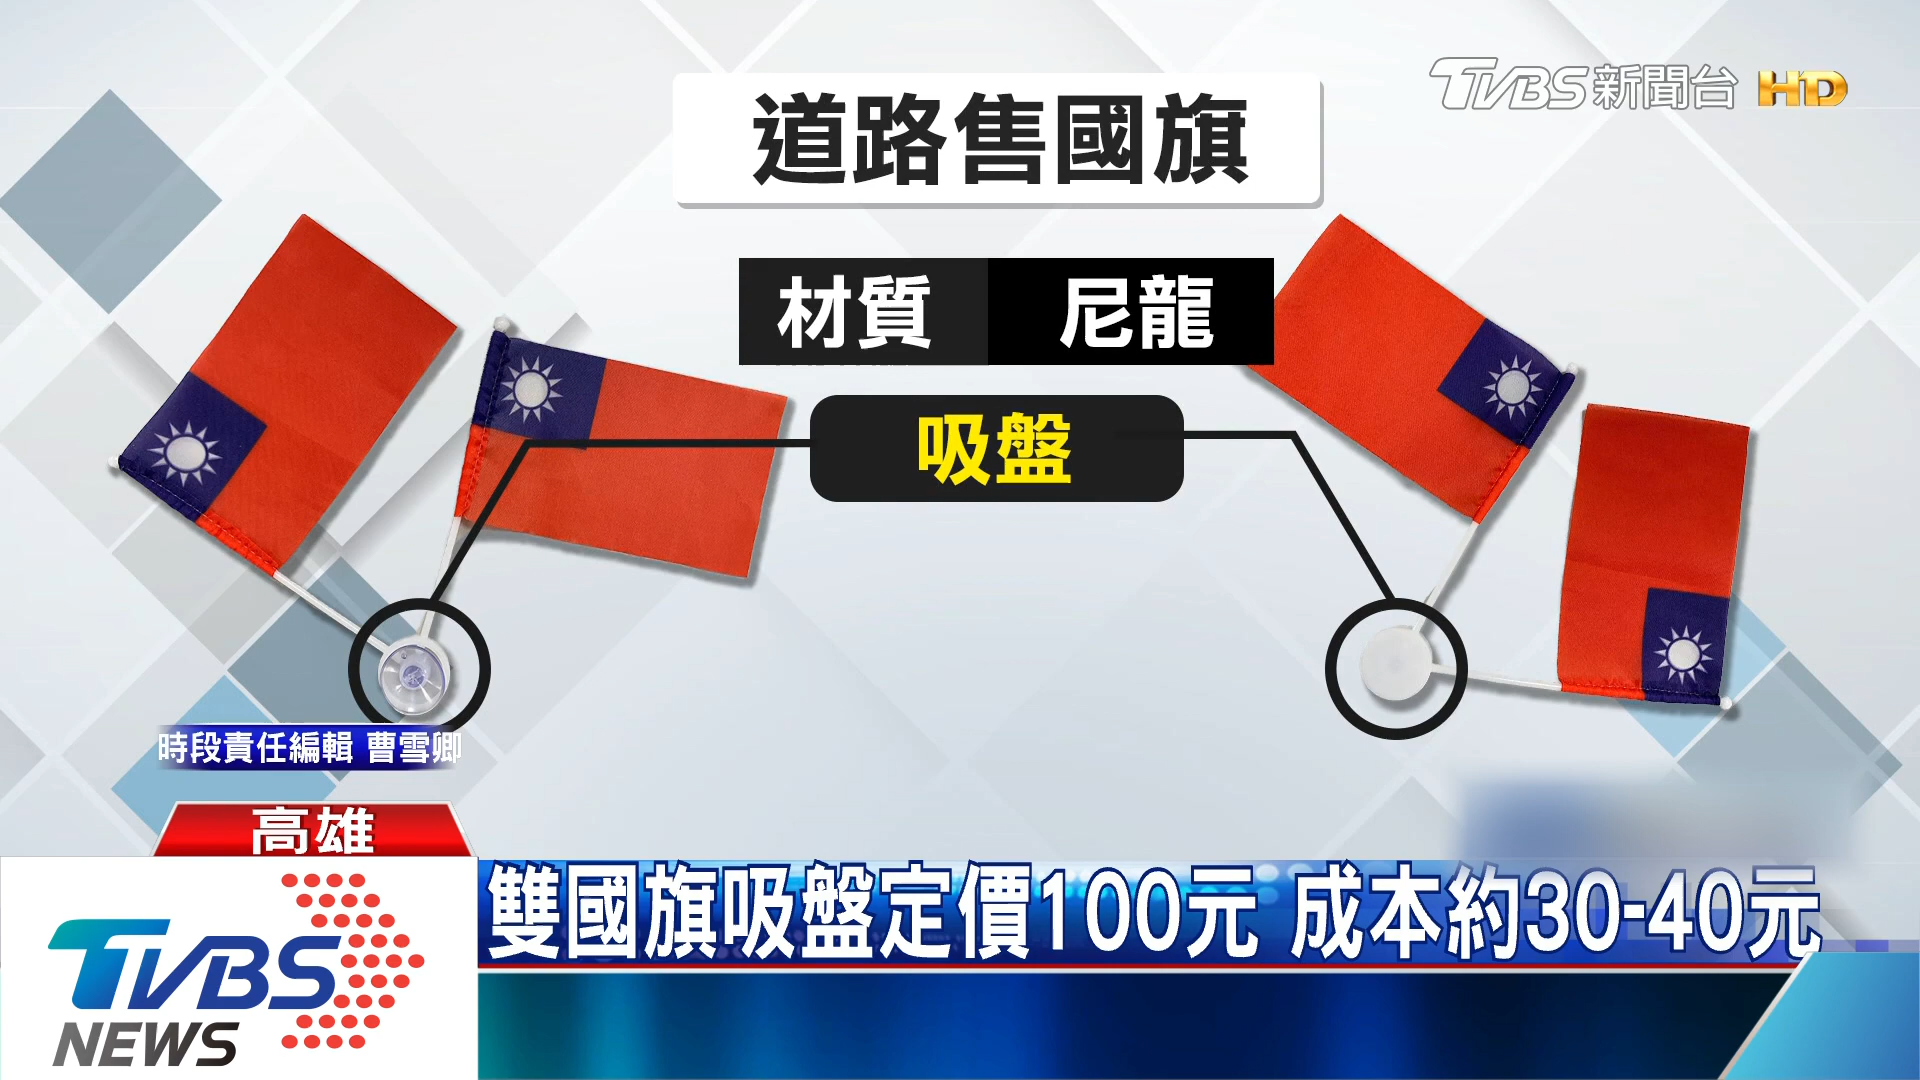 TVBS新聞台 HD
道路售國旗
材質 尼龍
吸盤
時段責任編輯 曹雪卿
高雄
雙國旗吸盤定價100元 成本約30-40元
TVBS
NEWS